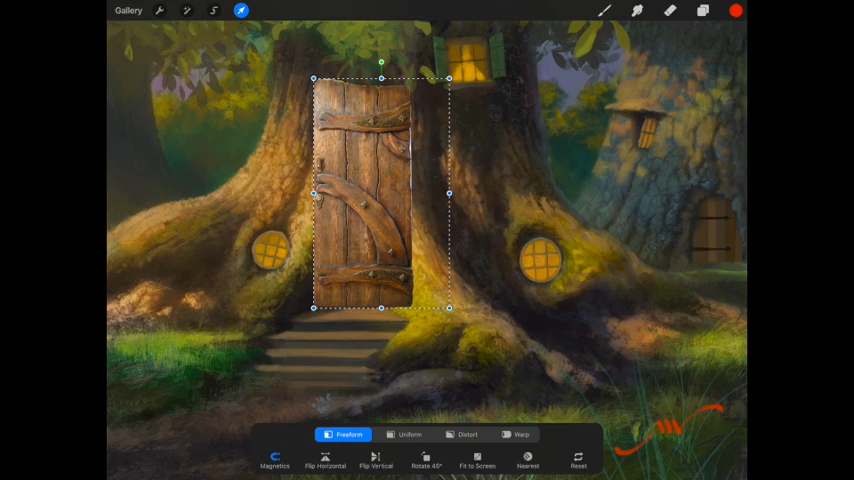 Gallery
Freeform Uniform Distort Warp
Magnetics Flip Horizontal Flip Vertical Rotate 45° Fit to Screen Nearest Reset